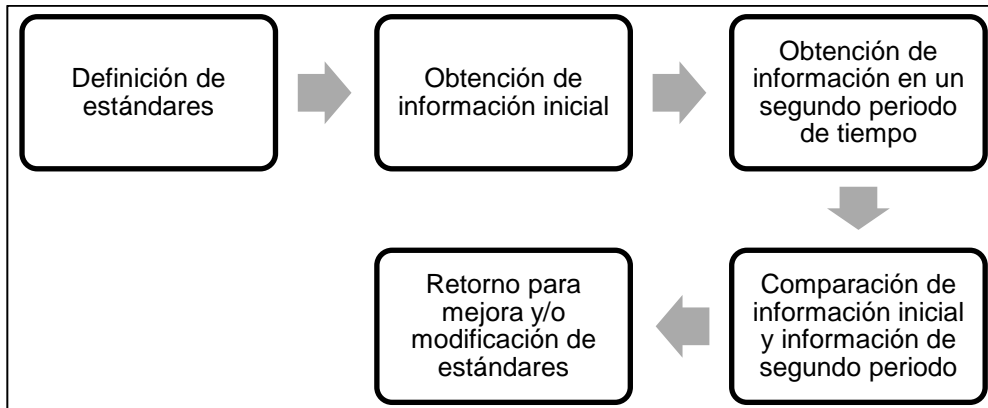 Definición de
estándares
Obtención de
información inicial
Obtención de
información en un
segundo periodo
de tiempo
Comparación de
información inicial
y información de
segundo periodo
Retorno para
mejora y/o
modificación de
estándares